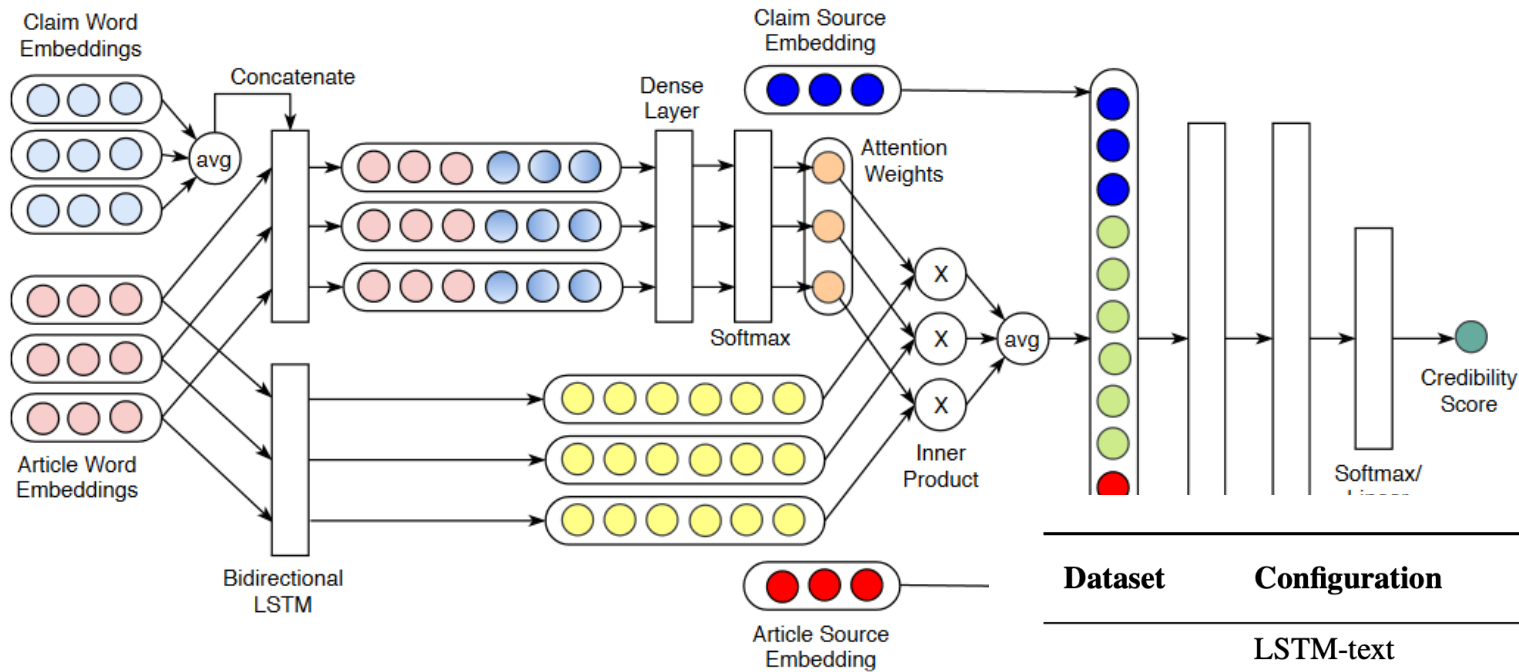 Claim Word
Embeddings
Concatenate
avg
Claim Source
Embedding
Dense
Layer
Attention
Weights
Softmax
X
X
X
avg
Inner
Product
Article Word
Embeddings
Bidirectional
LSTM
Article Source
Embedding
Credibility
Score
Softmax/
Linear
Dataset Configuration
LSTM-text